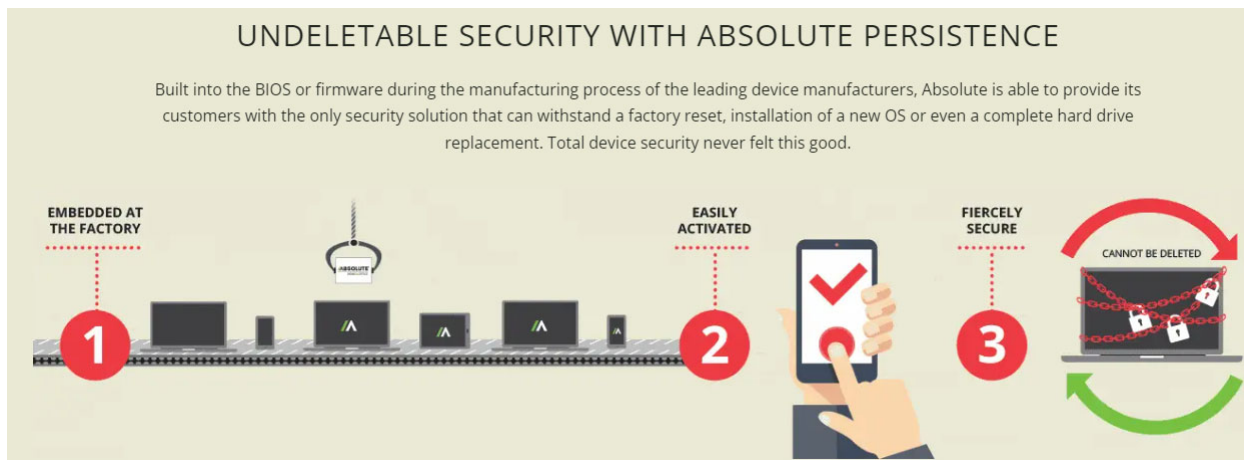 UNDELETABLE SECURITY WITH ABSOLUTE PERSISTENCE
Built into the BIOS or firmware during the manufacturing process of the leading device manufacturers, Absolute is able to provide its
customers with the only security solution that can withstand a factory reset, installation of a new OS or even a complete hard drive
replacement. Total device security never felt this good.
EMBEDDED AT
THE FACTORY
1
ABSOLUTE
EASILY
ACTIVATED
2
FIERCELY
SECURE
3
CANNOT BE DELETED